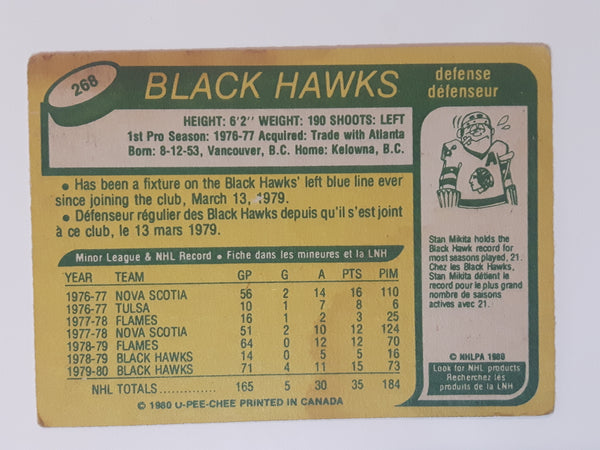 268
BLACK HAWKS
defense
défenseur
HEIGHT: 6'2'' WEIGHT: 190 SHOOTS: LEFT
1st Pro Season: 1976-77 Acquired: Trade with Atlanta
Born: 8-12-53, Vancouver, B.C. Home: Kelowna, B.C.
• Has been a fixture on the Black Hawks' left blue line ever
since joining the club, March 13, 1979.
• Défenseur régulier des Black Hawks depuis qu'il s'est joint
à ce club, le 13 mars 1979.
Minor League & NHL Record • Fiche dans les mineures et la LNH
YEAR TEAM GP G A PTS PIM
1976-77 NOVA SCOTIA 56 2 14 16 110
1976-77 TULSA 10 1 7 8 6
1977-78 FLAMES 16 1 2 3 25
1977-78 NOVA SCOTIA 51 2 10 12 124
1978-79 FLAMES 64 0 12 12 60
1978-79 BLACK HAWKS 14 0 5 5 16
1979-80 BLACK HAWKS 71 4 11 15 73
NHL TOTALS .............. 165 5 30 35 184
© 1980 O-PEE-CHEE PRINTED IN CANADA
A
Stan Mikita holds the
Black Hawk record for
most seasons played, 21.
Chez les Black Hawks,
Stan Mikita détient le
record pour le plus grand
nombre de saisons
actives avec 21.
© NHLPA 1980
Look for NHL products
Recherchez les
produits de la LNH